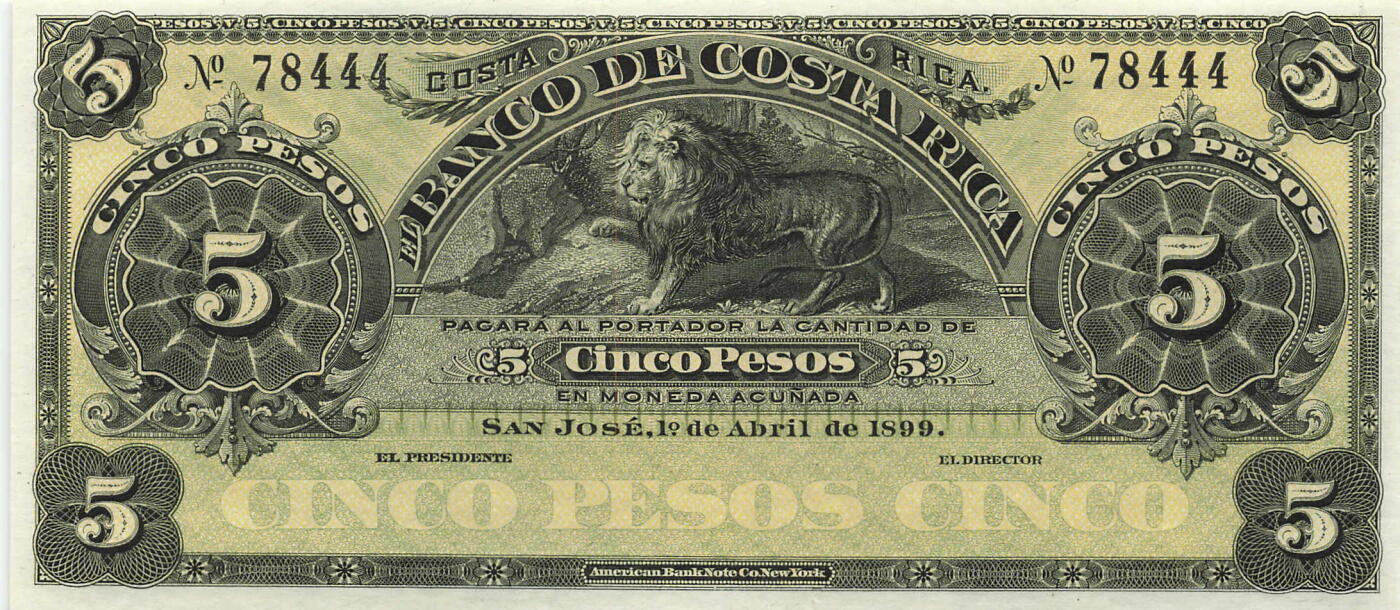 PESOS V. 5 CINCO PESOS V. 5 CINCO PESOS V. 5 CINCO PESOS V. 5 CINCO PESOS V. 5 CINCO PESOS V. 5 CINCO PESOS V. 5 CINCO
5 5
Nº 78444 COSTA RICA. Nº 78444
EL BANCO DE COSTA RICA
CINCO PESOS CINCO PESOS
5 5
PAGARÁ AL PORTADOR LA CANTIDAD DE
5 Cinco Pesos 5
EN MONEDA ACUÑADA
SAN JOSÉ, 1º de Abril de 1899.
EL PRESIDENTE EL DIRECTOR
CINCO PESOS CINCO
5 5
American Bank Note Co. New York